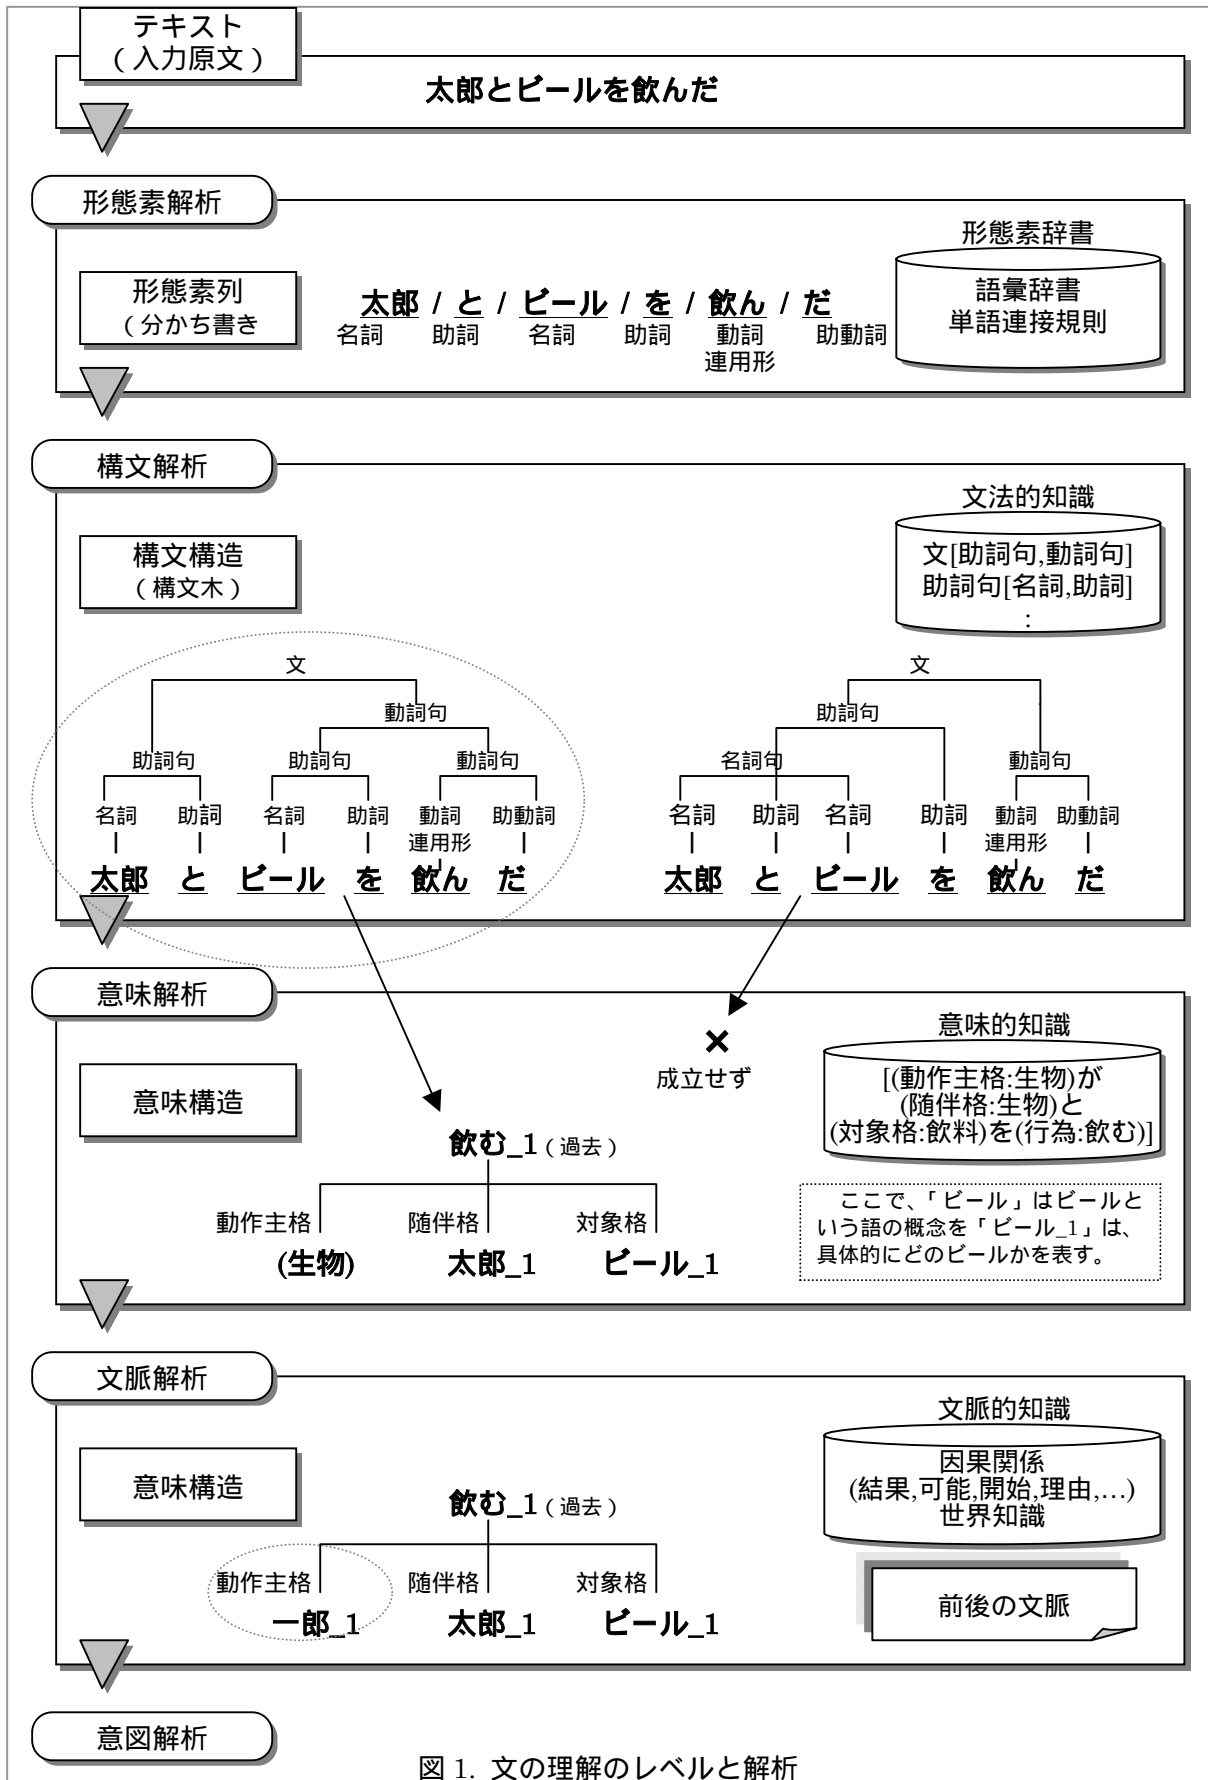 テキスト
（入力原文）
太郎とビールを飲んだ
形態素解析
形態素辞書
語彙辞書
単語連接規則
形態素列
（分かち書き
太郎 / と / ビール / を / 飲ん / だ
名詞 助詞 名詞 助詞 動詞 助動詞
連用形
構文解析
文法的知識
文[助詞句,動詞句]
助詞句[名詞,助詞]
:
構文構造
（構文木）
文
動詞句
助詞句 助詞句 動詞句
名詞 助詞 名詞 助詞 動詞 助動詞
連用形
太郎 と ビール を 飲ん だ
文
助詞句
名詞句 動詞句
名詞 助詞 名詞 助詞 動詞 助動詞
連用形
太郎 と ビール を 飲ん だ
意味解析
意味的知識
[(動作主格:生物)が
(随伴格:生物)と
(対象格:飲料)を(行為:飲む)]
×
成立せず
意味構造
飲む_1（過去）
動作主格 随伴格 対象格
(生物) 太郎_1 ビール_1
ここで、「ビール」はビールと
いう語の概念を「ビール_1」は、
具体的にどのビールかを表す。
文脈解析
文脈的知識
因果関係
(結果,可能,開始,理由,…)
世界知識
意味構造
飲む_1（過去）
動作主格 随伴格 対象格
一郎_1 太郎_1 ビール_1
前後の文脈
意図解析
図 1. 文の理解のレベルと解析